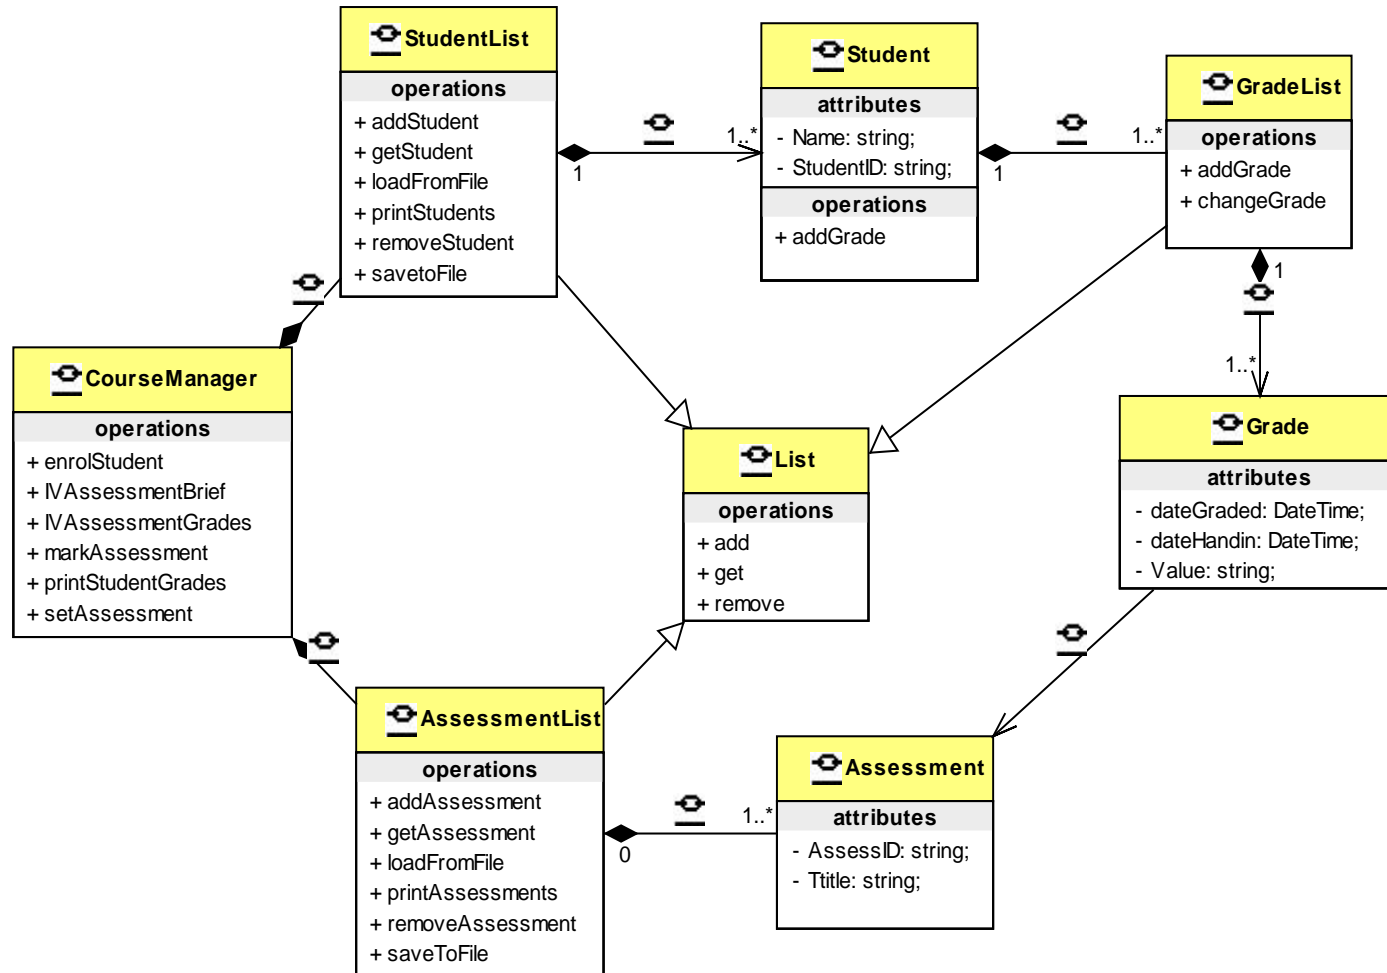 StudentList
operations
+ addStudent
+ getStudent
+ loadFromFile
+ printStudents
+ removeStudent
+ savetoFile
1
1..*
Student
attributes
- Name: string;
- StudentID: string;
operations
+ addGrade
1
1..*
GradeList
operations
+ addGrade
+ changeGrade
1
1..*
CourseManager
operations
+ enrolStudent
+ IVAssessmentBrief
+ IVAssessmentGrades
+ markAssessment
+ printStudentGrades
+ setAssessment
List
operations
+ add
+ get
+ remove
Grade
attributes
- dateGraded: DateTime;
- dateHandin: DateTime;
- Value: string;
AssessmentList
operations
+ addAssessment
+ getAssessment
+ loadFromFile
+ printAssessments
+ removeAssessment
+ saveToFile
0
1..*
Assessment
attributes
- AssessID: string;
- Ttitle: string;